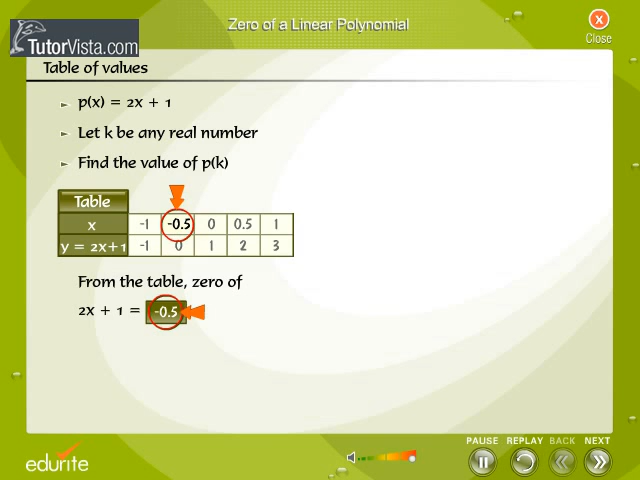 Zero of a Linear Polynomial
x
Close
TutorVista.com
Table of values
p(x) = 2x + 1
Let k be any real number
Find the value of p(k)
Table
x -1 -0.5 0 0.5 1
y = 2x+1 -1 0 1 2 3
From the table, zero of
2x + 1 = -0.5
PAUSE REPLAY BACK NEXT
edurite